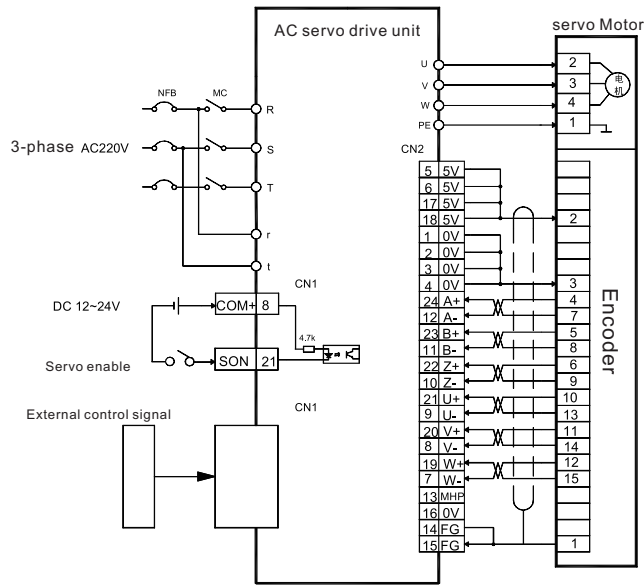 AC servo drive unit
servo Motor
NFB MC
3-phase AC220V
R
S
T
r
t
U 2
V 3
W 4
PE 1
电机
CN2
5 5V
6 5V
17 5V
18 5V 2
1 0V
2 0V
3 0V
4 0V 3
24 A+ 4
12 A- 7
23 B+ 5
11 B- 8
22 Z+ 6
10 Z- 9
21 U+ 10
9 U- 13
20 V+ 11
8 V- 14
19 W+ 12
7 W- 15
13 MHP
16 0V
14 FG
15 FG 1
Encoder
CN1
DC 12~24V
COM+ 8
4.7k
Servo enable
SON 21
CN1
External control signal